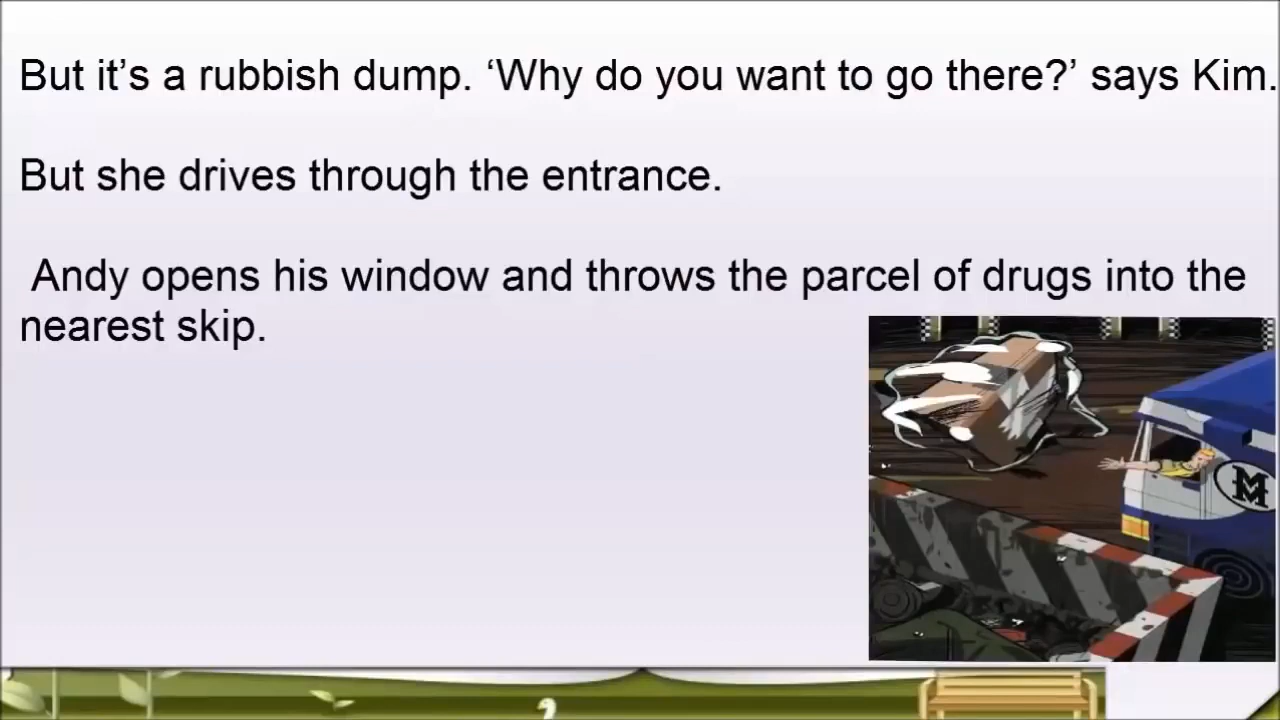 But it’s a rubbish dump. ‘Why do you want to go there?’ says Kim.
But she drives through the entrance.
Andy opens his window and throws the parcel of drugs into the
nearest skip.
M